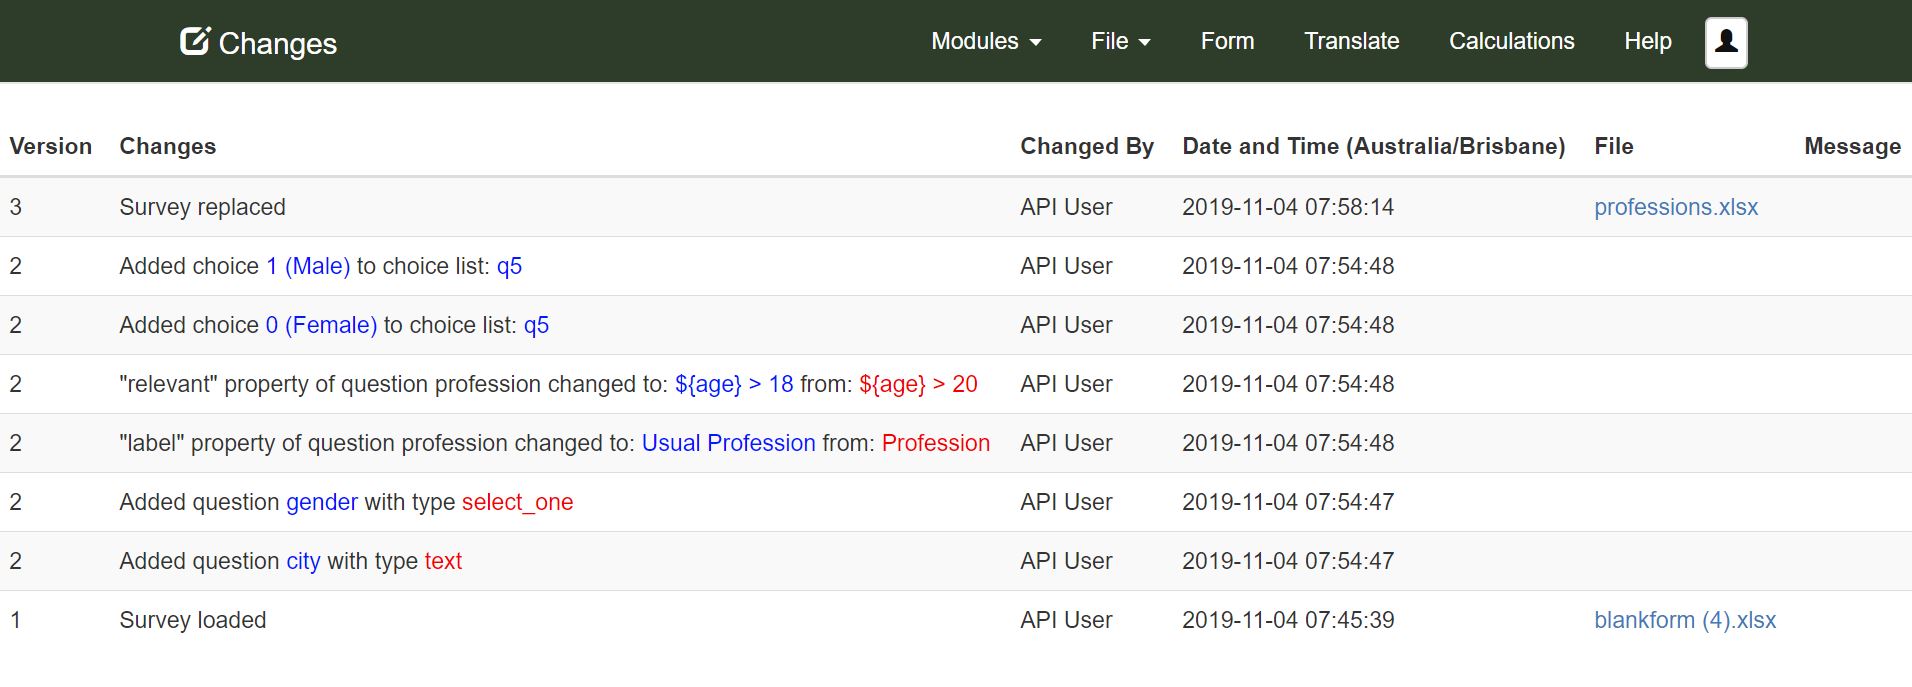 Changes Modules File Form Translate Calculations Help
Version Changes Changed By Date and Time (Australia/Brisbane) File Message
3 Survey replaced API User 2019-11-04 07:58:14 professions.xlsx
2 Added choice 1 (Male) to choice list: q5 API User 2019-11-04 07:54:48
2 Added choice 0 (Female) to choice list: q5 API User 2019-11-04 07:54:48
2 "relevant" property of question profession changed to: ${age} > 18 from: ${age} > 20 API User 2019-11-04 07:54:48
2 "label" property of question profession changed to: Usual Profession from: Profession API User 2019-11-04 07:54:48
2 Added question gender with type select_one API User 2019-11-04 07:54:47
2 Added question city with type text API User 2019-11-04 07:54:47
1 Survey loaded API User 2019-11-04 07:45:39 blankform (4).xlsx